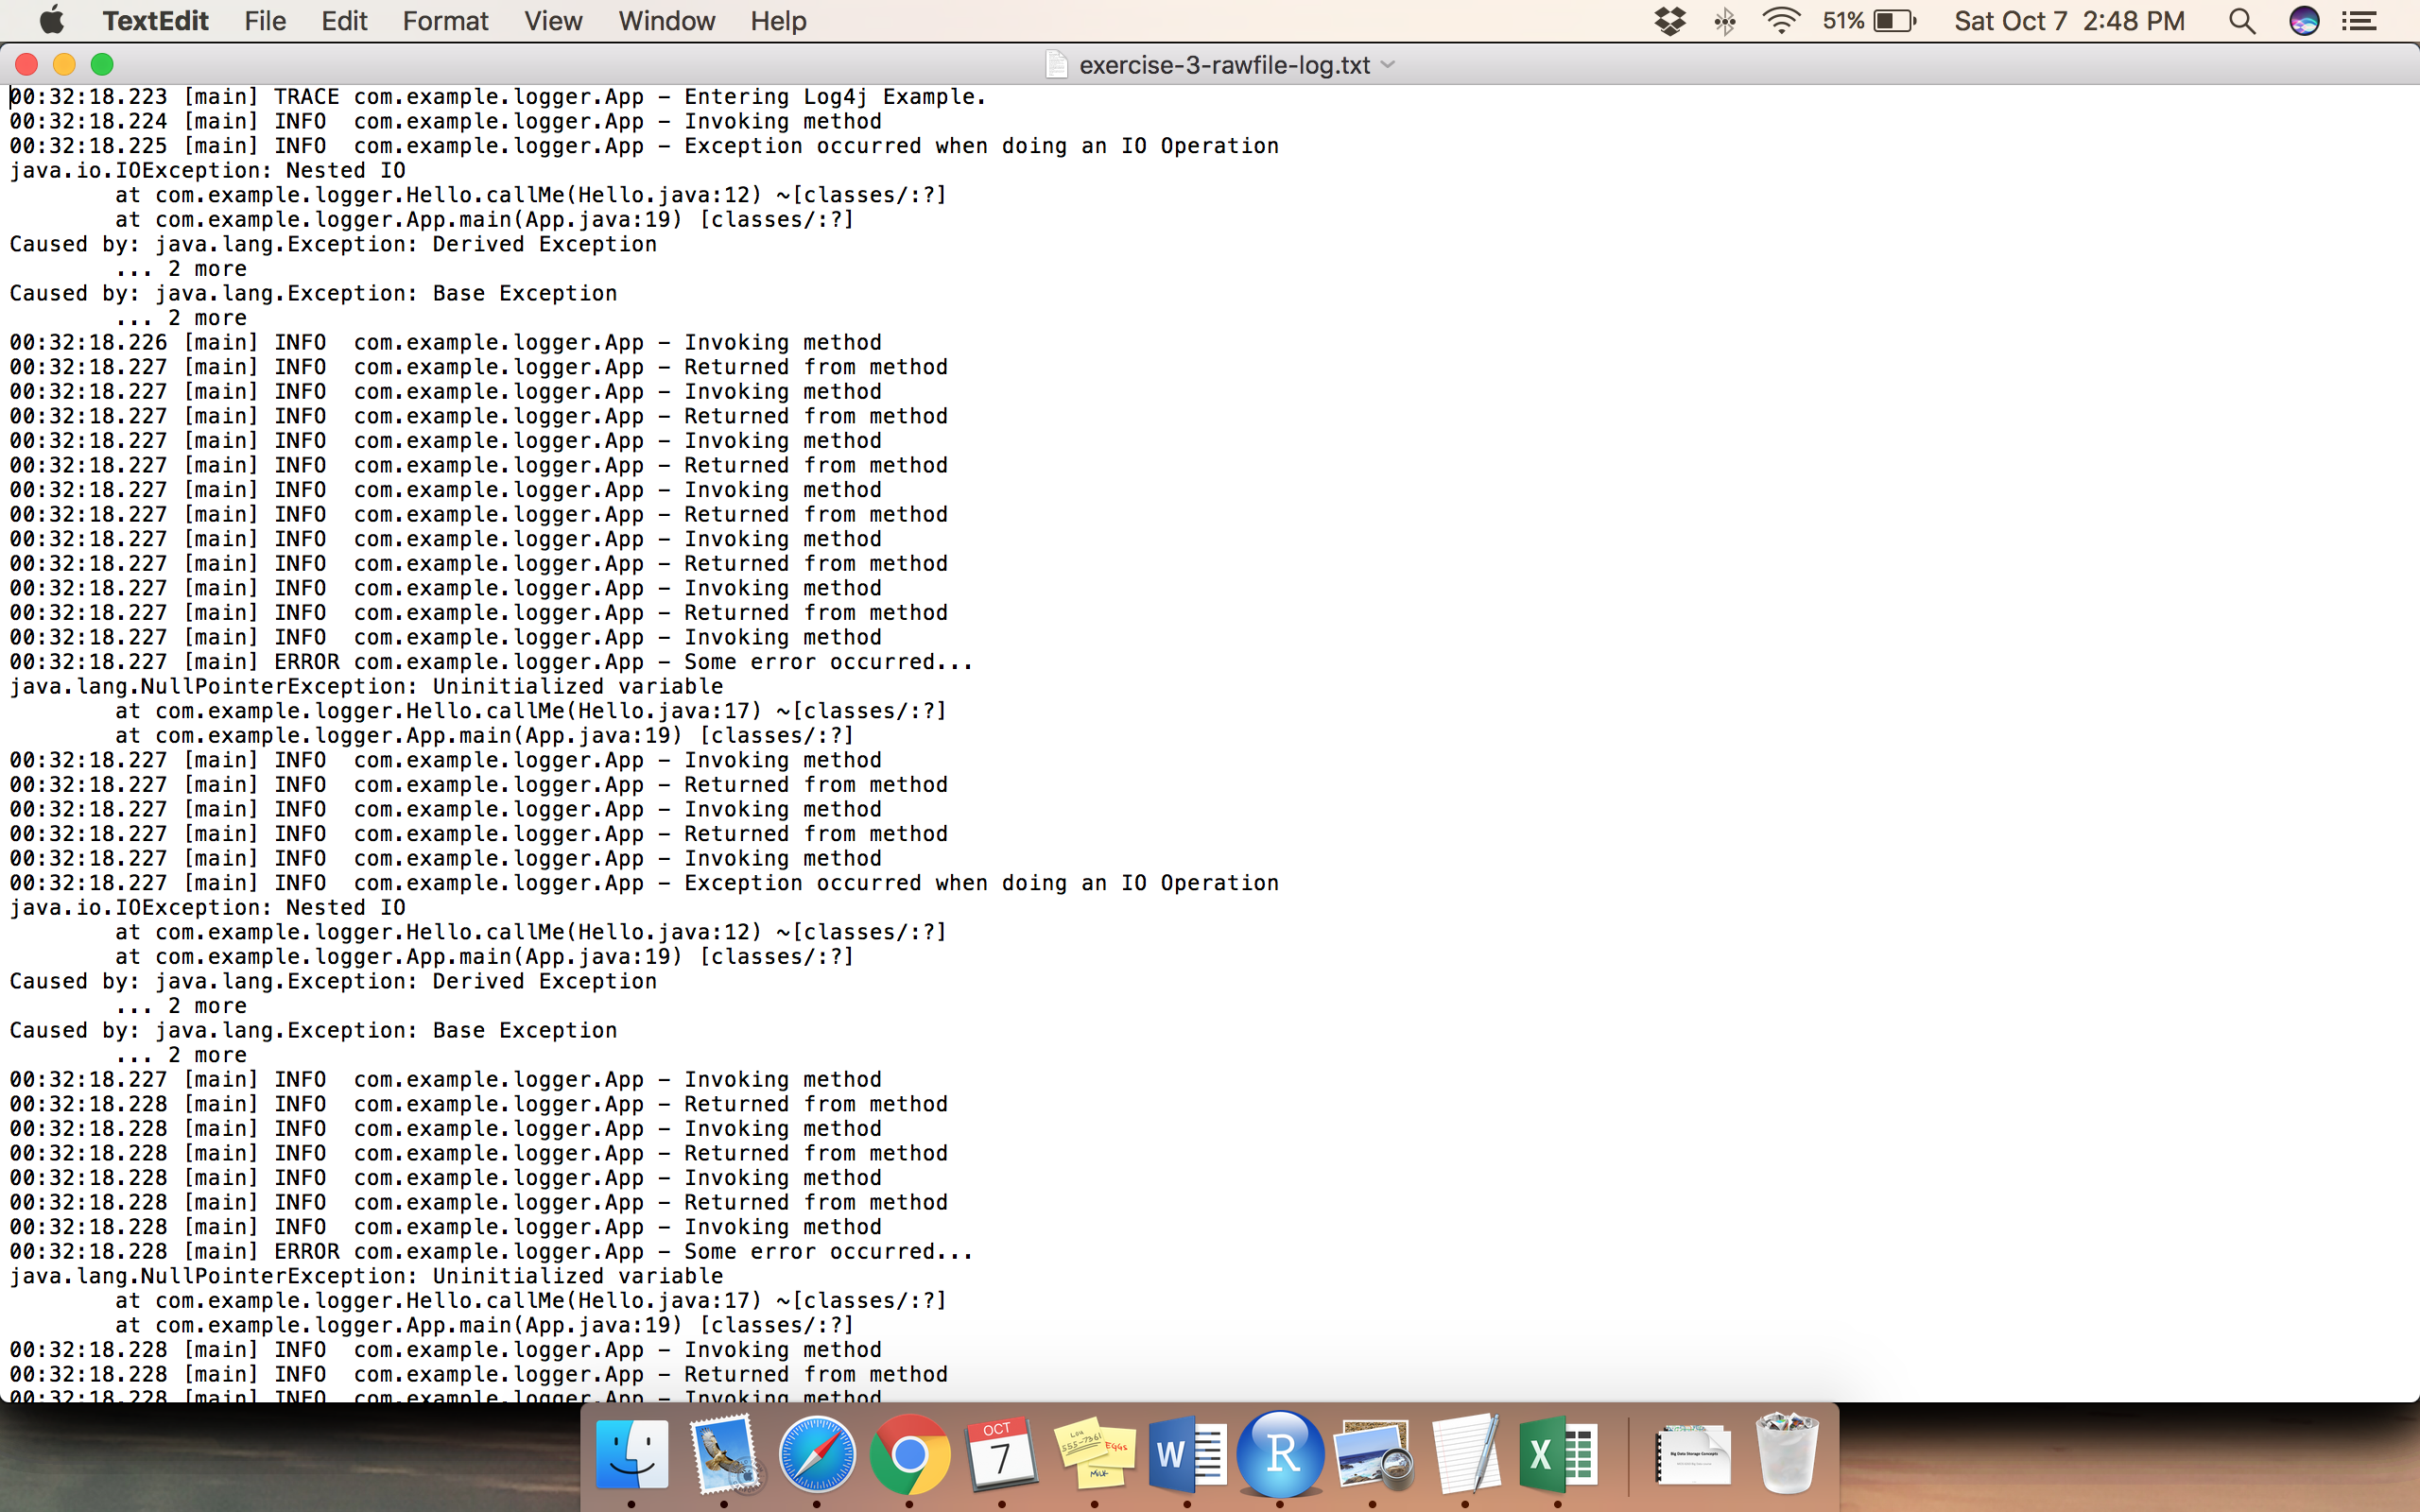 TextEdit File Edit Format View Window Help 51% Sat Oct 7 2:48 PM
exercise-3-rawfile-log.txt
00:32:18.223 [main] TRACE com.example.logger.App - Entering Log4j Example.
00:32:18.224 [main] INFO  com.example.logger.App - Invoking method
00:32:18.225 [main] INFO  com.example.logger.App - Exception occurred when doing an IO Operation
java.io.IOException: Nested IO
        at com.example.logger.Hello.callMe(Hello.java:12) ~[classes/:?]
        at com.example.logger.App.main(App.java:19) [classes/:?]
Caused by: java.lang.Exception: Derived Exception
        ... 2 more
Caused by: java.lang.Exception: Base Exception
        ... 2 more
00:32:18.226 [main] INFO  com.example.logger.App - Invoking method
00:32:18.227 [main] INFO  com.example.logger.App - Returned from method
00:32:18.227 [main] INFO  com.example.logger.App - Invoking method
00:32:18.227 [main] INFO  com.example.logger.App - Returned from method
00:32:18.227 [main] INFO  com.example.logger.App - Invoking method
00:32:18.227 [main] INFO  com.example.logger.App - Returned from method
00:32:18.227 [main] INFO  com.example.logger.App - Invoking method
00:32:18.227 [main] INFO  com.example.logger.App - Returned from method
00:32:18.227 [main] INFO  com.example.logger.App - Invoking method
00:32:18.227 [main] INFO  com.example.logger.App - Returned from method
00:32:18.227 [main] INFO  com.example.logger.App - Invoking method
00:32:18.227 [main] INFO  com.example.logger.App - Returned from method
00:32:18.227 [main] INFO  com.example.logger.App - Invoking method
00:32:18.227 [main] ERROR com.example.logger.App - Some error occurred...
java.lang.NullPointerException: Uninitialized variable
        at com.example.logger.Hello.callMe(Hello.java:17) ~[classes/:?]
        at com.example.logger.App.main(App.java:19) [classes/:?]
00:32:18.227 [main] INFO  com.example.logger.App - Invoking method
00:32:18.227 [main] INFO  com.example.logger.App - Returned from method
00:32:18.227 [main] INFO  com.example.logger.App - Invoking method
00:32:18.227 [main] INFO  com.example.logger.App - Returned from method
00:32:18.227 [main] INFO  com.example.logger.App - Invoking method
00:32:18.227 [main] INFO  com.example.logger.App - Exception occurred when doing an IO Operation
java.io.IOException: Nested IO
        at com.example.logger.Hello.callMe(Hello.java:12) ~[classes/:?]
        at com.example.logger.App.main(App.java:19) [classes/:?]
Caused by: java.lang.Exception: Derived Exception
        ... 2 more
Caused by: java.lang.Exception: Base Exception
        ... 2 more
00:32:18.227 [main] INFO  com.example.logger.App - Invoking method
00:32:18.228 [main] INFO  com.example.logger.App - Returned from method
00:32:18.228 [main] INFO  com.example.logger.App - Invoking method
00:32:18.228 [main] INFO  com.example.logger.App - Returned from method
00:32:18.228 [main] INFO  com.example.logger.App - Invoking method
00:32:18.228 [main] INFO  com.example.logger.App - Returned from method
00:32:18.228 [main] INFO  com.example.logger.App - Invoking method
00:32:18.228 [main] ERROR com.example.logger.App - Some error occurred...
java.lang.NullPointerException: Uninitialized variable
        at com.example.logger.Hello.callMe(Hello.java:17) ~[classes/:?]
        at com.example.logger.App.main(App.java:19) [classes/:?]
00:32:18.228 [main] INFO  com.example.logger.App - Invoking method
00:32:18.228 [main] INFO  com.example.logger.App - Returned from method
00:32:18.228 [main] INFO  com.example.logger.App - Invoking method
OCT
7
555-7361
EGGS
MILK
W
R
X
Big Data Storage Concepts